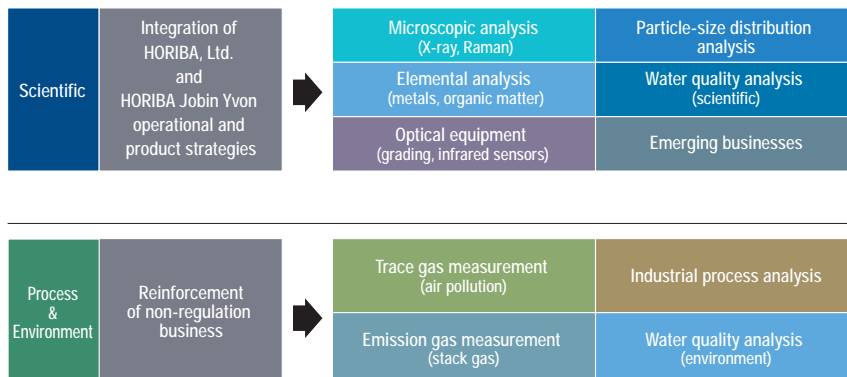 Scientific
Integration of
HORIBA, Ltd.
and
HORIBA Jobin Yvon
operational and
product strategies
Microscopic analysis
(X-ray, Raman)
Particle-size distribution
analysis
Elemental analysis
(metals, organic matter)
Water quality analysis
(scientific)
Optical equipment
(grading, infrared sensors)
Emerging businesses
Process
&
Environment
Reinforcement
of non-regulation
business
Trace gas measurement
(air pollution)
Industrial process analysis
Emission gas measurement
(stack gas)
Water quality analysis
(environment)